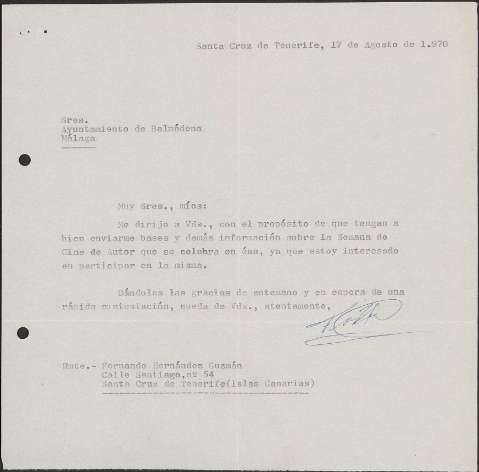 Santa Cruz de Tenerife, 17 de Agosto de 1.970
Sres.
Ayuntamiento de Belmádena
Málaga
Muy Sres., míos:
Me dirijo a Vds., con el propósito de que tengan a
bien enviarme bases y demás información sobre la Semana de
Cine de Autor que se celebra en ésa, ya que estoy interesado
en participar en la misma.
Dándoles las gracias de antemano y en espera de una
rápida contestación, queda de Vds., atentamente,
Rmte.- Fernando Hernández Guzmán
Calle Santiago, nº 54
Santa Cruz de Tenerife(Islas Canarias)